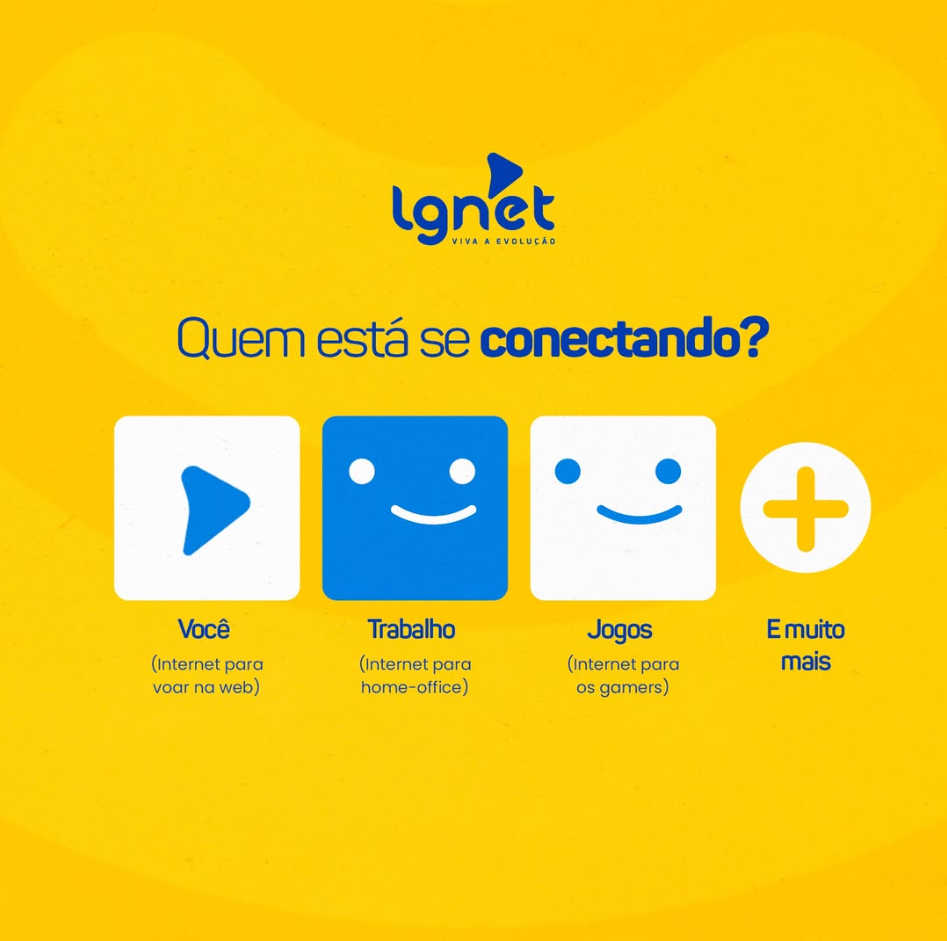 lgnet
VIVA A EVOLUÇÃO
Quem está se conectando?
Você
(Internet para
voar na web)
Trabalho
(Internet para
home-office)
Jogos
(Internet para
os gamers)
E muito
mais